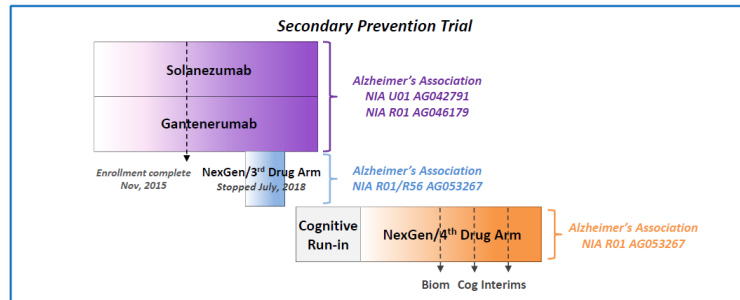 Secondary Prevention Trial
Solanezumab
Gantenerumab
Alzheimer's Association
NIA U01 AG042791
NIA R01 AG046179
Enrollment complete
Nov, 2015
NexGen/3rd Drug Arm
Stopped July, 2018
Alzheimer's Association
NIA R01/R56 AG053267
Cognitive
Run-in
NexGen/4th Drug Arm
Alzheimer's Association
NIA R01 AG053267
Biom Cog Interims